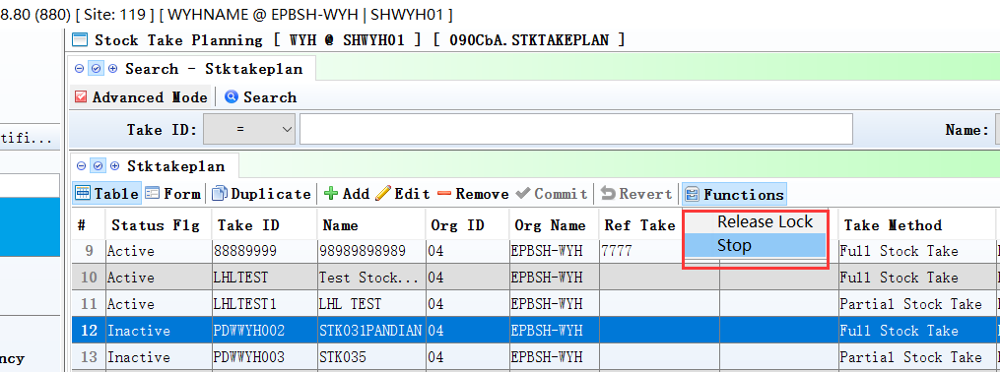 8.80 (880) [ Site: 119 ] [ WYHNAME @ EPBSH-WYH | SHWYH01 ]
Stock Take Planning [ WYH @ SHWYH01 ] [ 090CbA.STKTAKEPLAN ]
Search - Stktakeplan
Advanced Mode Search
tifi... Take ID: = Name:
Stktakeplan
Table Form Duplicate Add Edit Remove Commit Revert Functions
# Status Flg Take ID Name Org ID Org Name Ref Take Release Lock Take Method
9 Active 88889999 98989898989 04 EPBSH-WYH 7777 Stop Full Stock Take
10 Active LHLTEST Test Stock... 04 EPBSH-WYH Full Stock Take
11 Active LHLTEST1 LHL TEST 04 EPBSH-WYH Partial Stock Take
12 Inactive PDWWYH002 STK031PANDIAN 04 EPBSH-WYH Full Stock Take
13 Inactive PDWWYH003 STK035 04 EPBSH-WYH Partial Stock Take
ncy